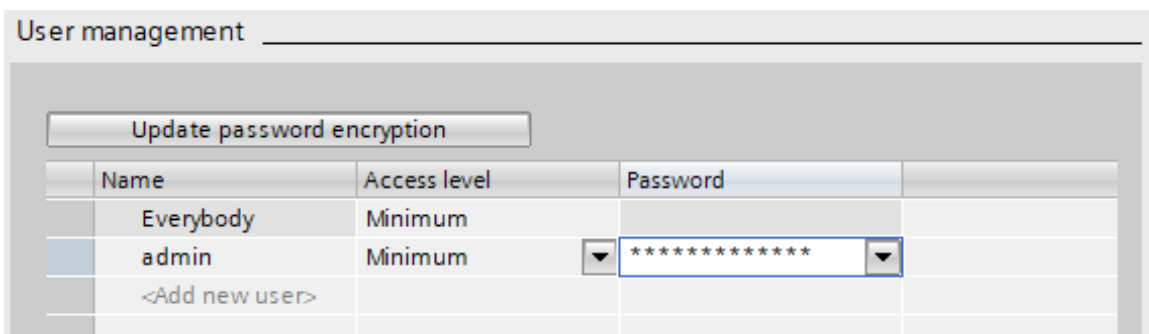 User management
Update password encryption
Name Access level Password
Everybody Minimum
admin Minimum *************
<Add new user>